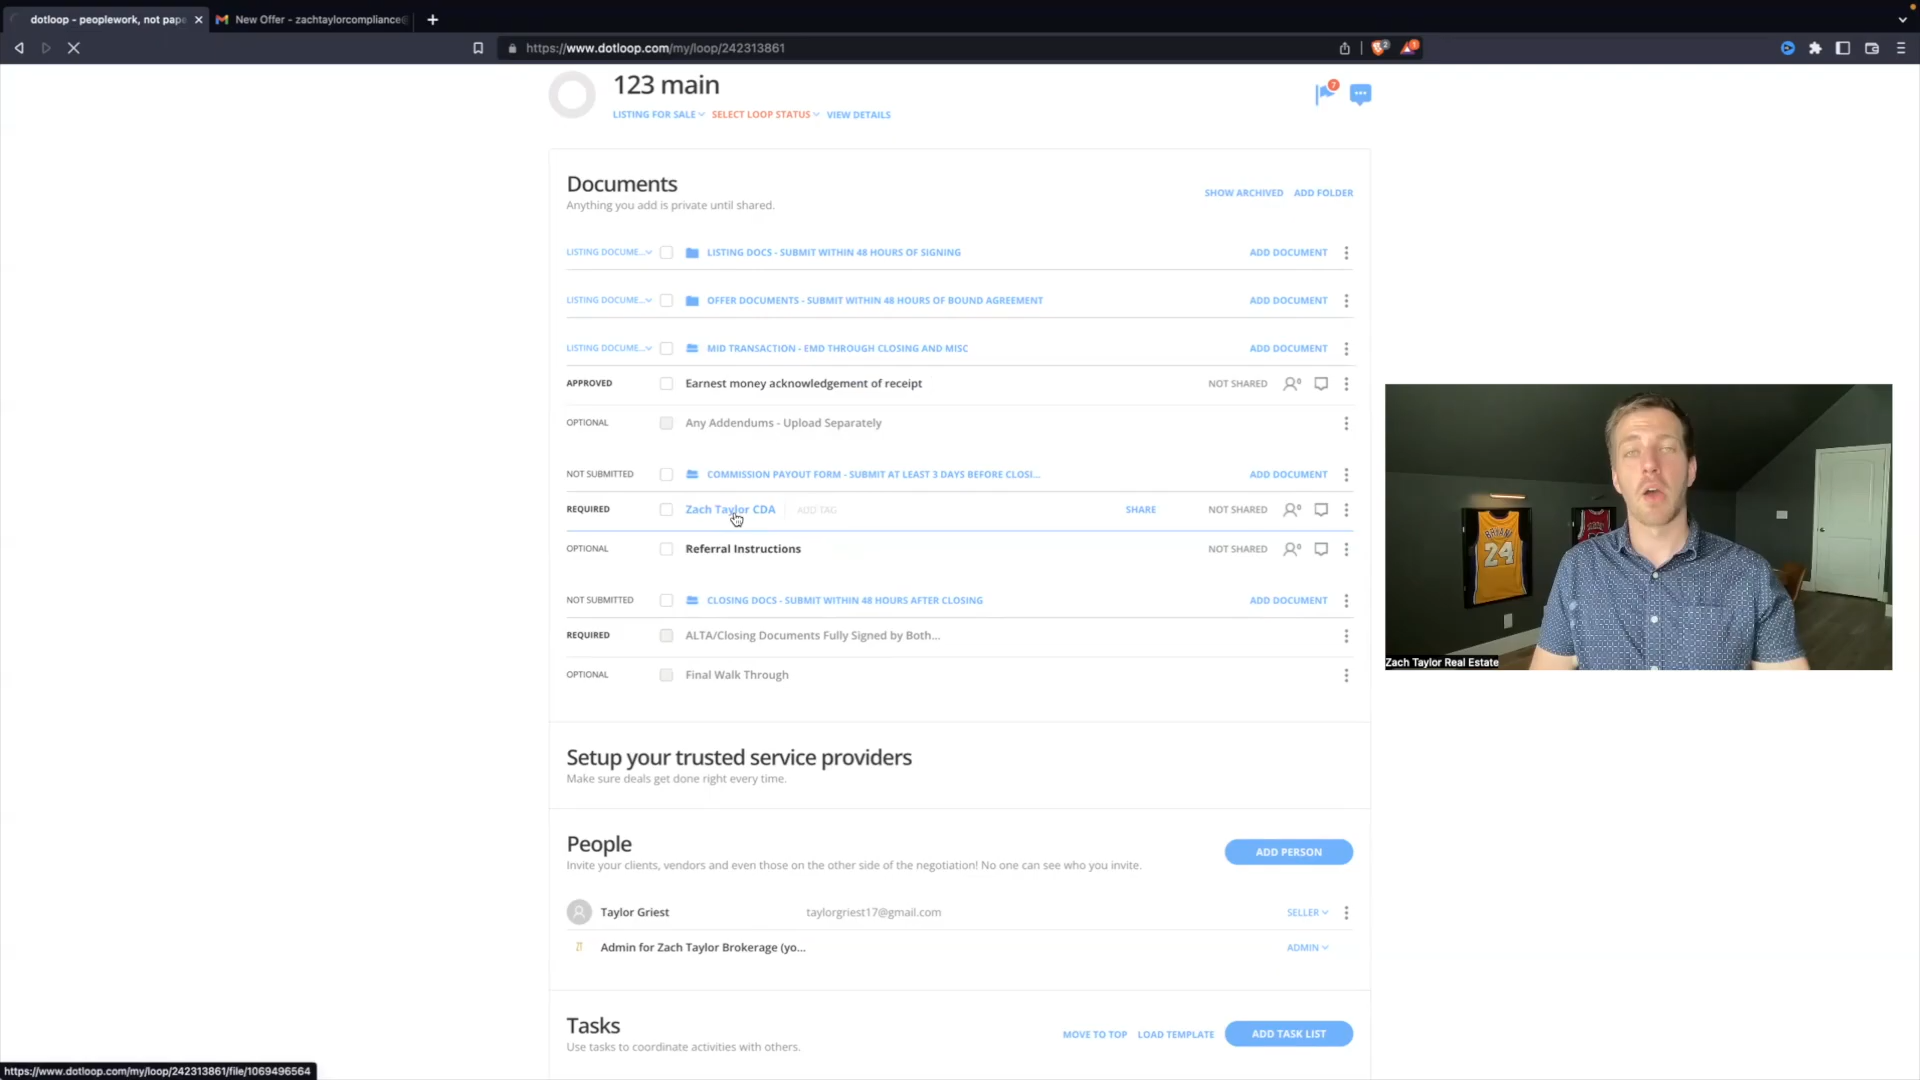 dotloop - peoplework, not pape
New Offer - zachtaylorcompliance@
https://www.dotloop.com/my/loop/242313861
123 main
LISTING FOR SALE SELECT LOOP STATUS VIEW DETAILS
7
Documents
Anything you add is private until shared.
SHOW ARCHIVED ADD FOLDER
LISTING DOCUME... LISTING DOCS - SUBMIT WITHIN 48 HOURS OF SIGNING ADD DOCUMENT
LISTING DOCUME... OFFER DOCUMENTS - SUBMIT WITHIN 48 HOURS OF BOUND AGREEMENT ADD DOCUMENT
LISTING DOCUME... MID TRANSACTION - EMD THROUGH CLOSING AND MISC ADD DOCUMENT
APPROVED Earnest money acknowledgement of receipt NOT SHARED 0
OPTIONAL Any Addendums - Upload Separately
NOT SUBMITTED COMMISSION PAYOUT FORM - SUBMIT AT LEAST 3 DAYS BEFORE CLOSI... ADD DOCUMENT
REQUIRED Zach Taylor CDA ADD TAG SHARE NOT SHARED 0
OPTIONAL Referral Instructions NOT SHARED 0
NOT SUBMITTED CLOSING DOCS - SUBMIT WITHIN 48 HOURS AFTER CLOSING ADD DOCUMENT
REQUIRED ALTA/Closing Documents Fully Signed by Both...
OPTIONAL Final Walk Through
BRYANT
24
Zach Taylor Real Estate
Setup your trusted service providers
Make sure deals get done right every time.
People
Invite your clients, vendors and even those on the other side of the negotiation! No one can see who you invite.
ADD PERSON
Taylor Griest taylorgriest17@gmail.com SELLER
Admin for Zach Taylor Brokerage (yo... ADMIN
Tasks
Use tasks to coordinate activities with others.
MOVE TO TOP LOAD TEMPLATE ADD TASK LIST
https://www.dotloop.com/my/loop/242313861/file/1069496564